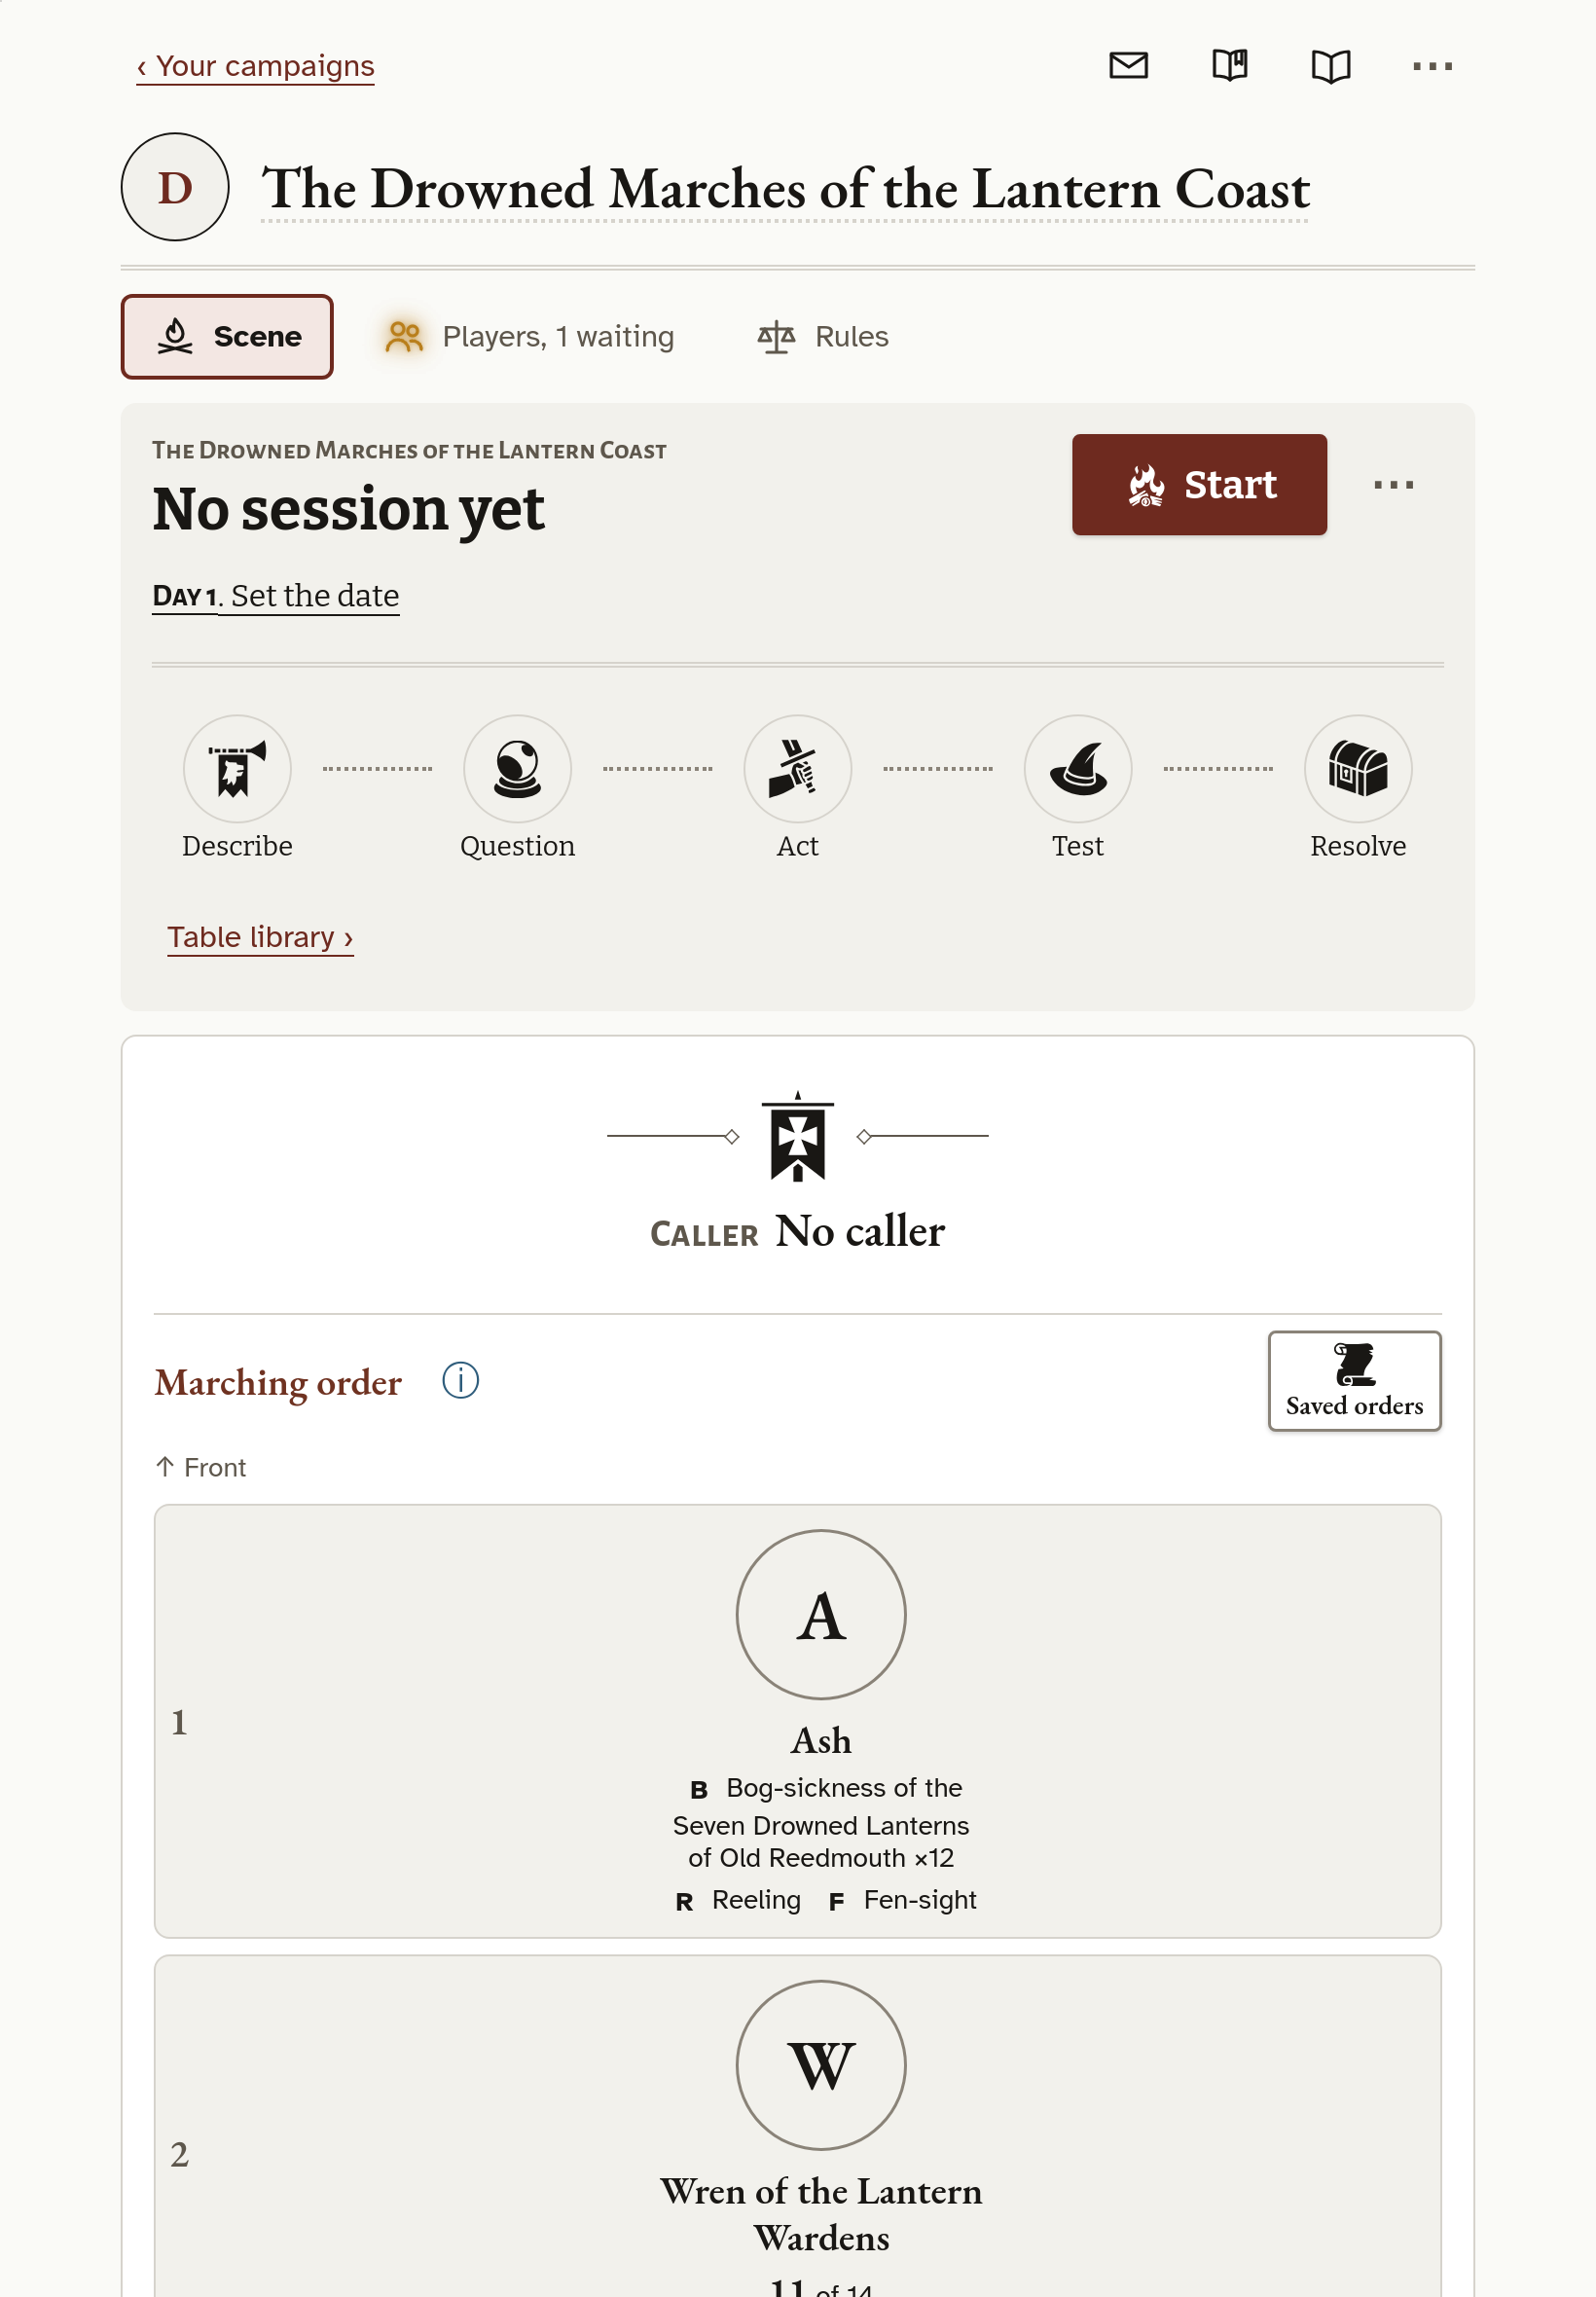 ‹ Your campaigns
D
The Drowned Marches of the Lantern Coast
Scene
Players, 1 waiting
Rules
The Drowned Marches of the Lantern Coast
No session yet
Start
Day 1. Set the date
Describe
Question
Act
Test
Resolve
Table library ›
Caller No caller
Marching order
Saved orders
↑ Front
1
A
Ash
B Bog-sickness of the
Seven Drowned Lanterns
of Old Reedmouth ×12
R Reeling F Fen-sight
2
W
Wren of the Lantern
Wardens
11 of 14